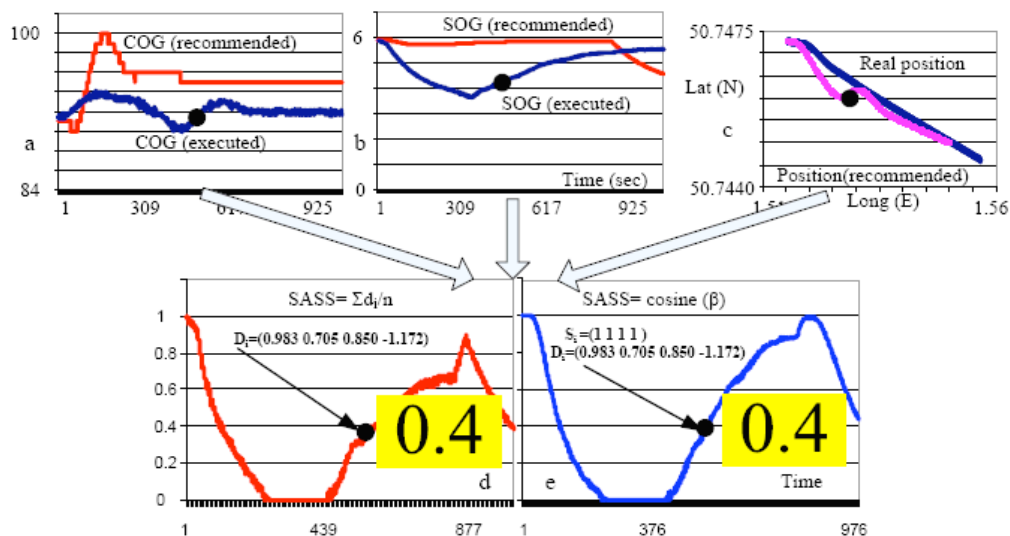 100
COG (recommended)
COG (executed)
a
84
1 309 617 925
6
SOG (recommended)
SOG (executed)
b
0
Time (sec)
1 309 617 925
50.7475
Real position
Lat (N)
c
Position(recommended)
50.7440
1.51 1.56
Long (E)
SASS= Σdᵢ/n
1
Dᵢ=(0.983 0.705 0.850 -1.172)
0.8
0.6
0.4
0.4
0.2
0
d
1 439 877
SASS= cosine (β)
Sᵢ=(1 1 1 1 )
Dᵢ=(0.983 0.705 0.850 -1.172)
0.4
e
Time
1 376 976